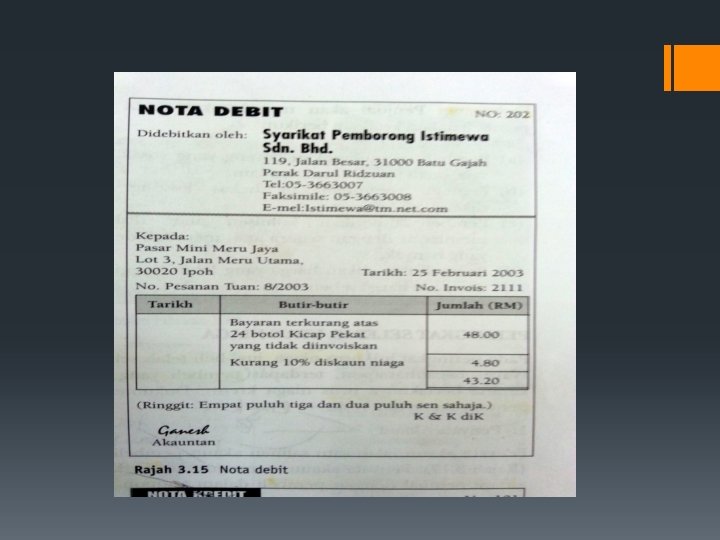 NOTA DEBIT NO: 202
Didebitkan oleh: Syarikat Pemborong Istimewa
Sdn. Bhd.
119, Jalan Besar, 31000 Batu Gajah
Perak Darul Ridzuan
Tel:05-3663007
Faksimile: 05-3663008
E-mel:Istimewa@tm.net.com
Kepada:
Pasar Mini Meru Jaya
Lot 3, Jalan Meru Utama,
30020 Ipoh Tarikh: 25 Februari 2003
No. Pesanan Tuan: 8/2003 No. Invois: 2111
Tarikh Butir-butir Jumlah (RM)
Bayaran terkurang atas
24 botol Kicap Pekat 48.00
yang tidak diinvoiskan
Kurang 10% diskaun niaga 4.80
43.20
(Ringgit: Empat puluh tiga dan dua puluh sen sahaja.)
K & K diK
Ganesh
Akauntan
Rajah 3.15 Nota debit
NOTA KREDIT